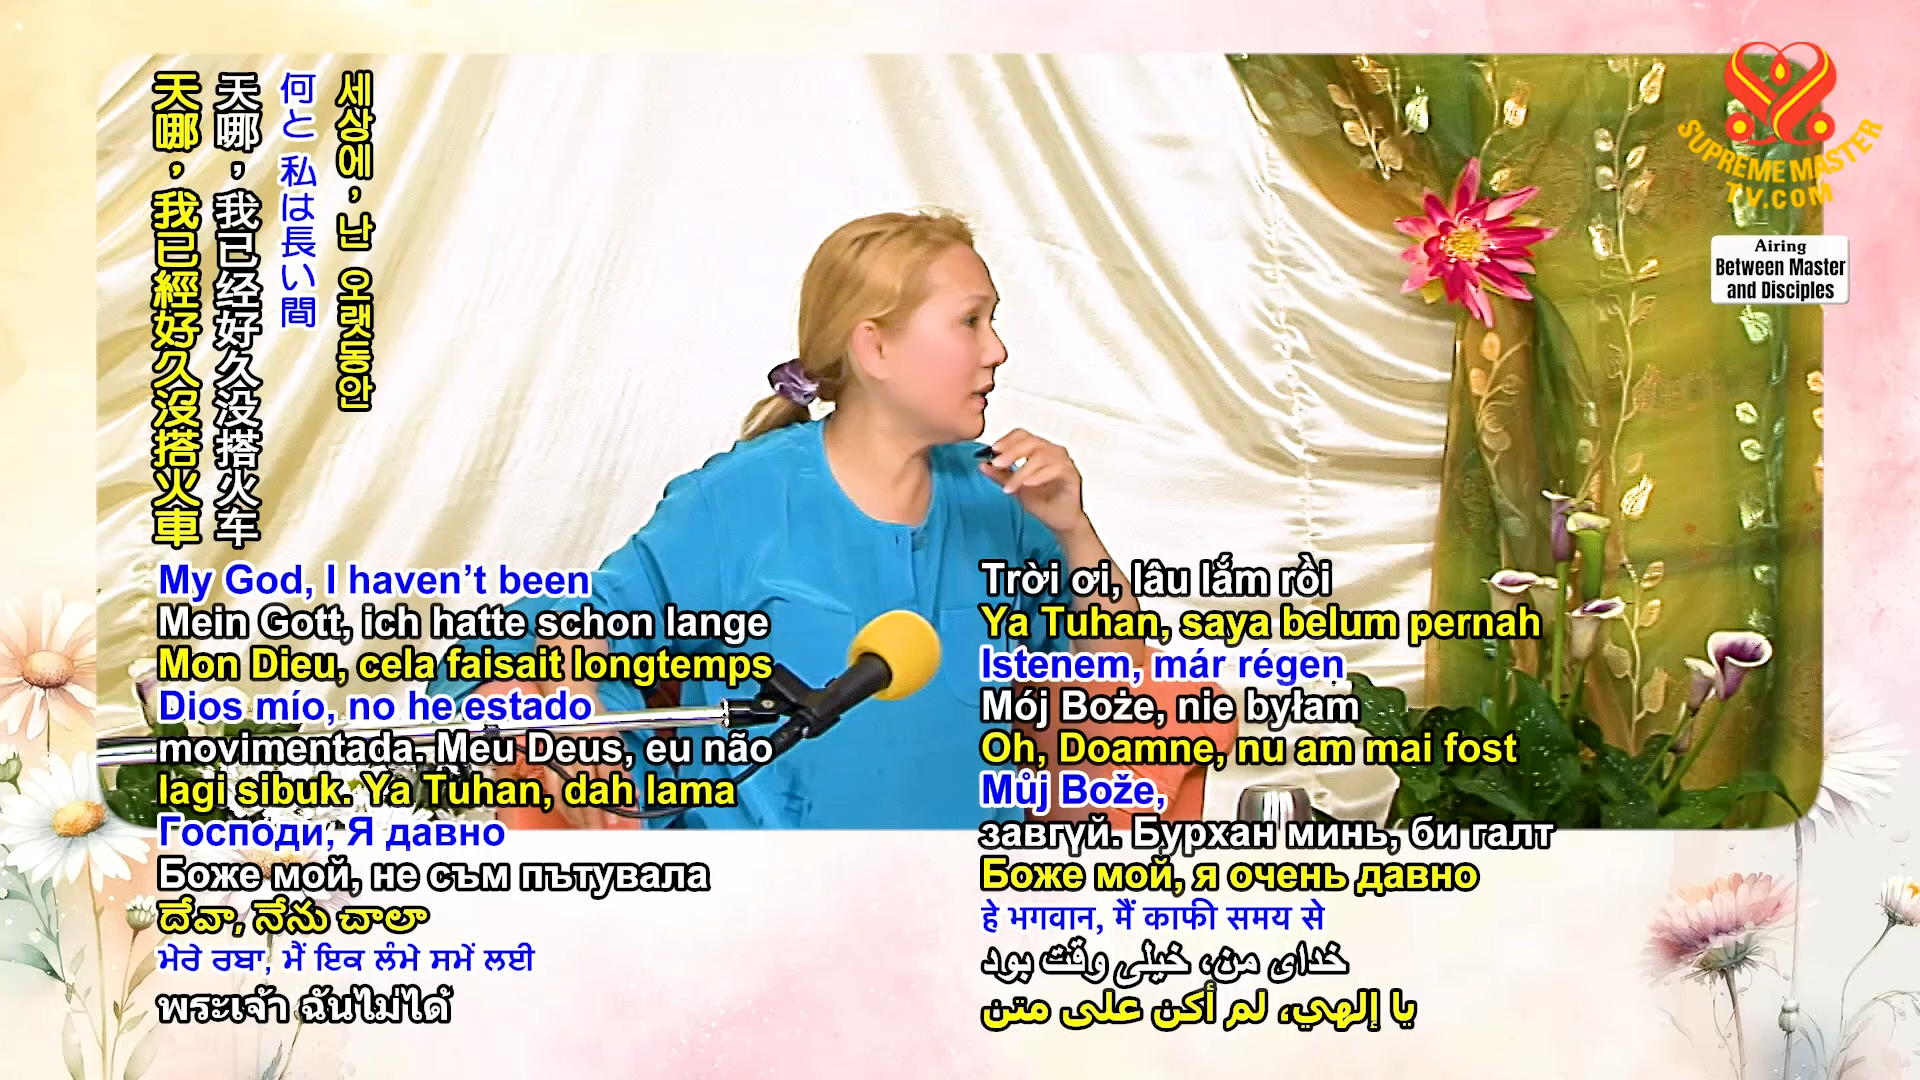 天哪，我已經好久沒搭火車
天哪，我已经好久没搭火车
何と 私は長い間
세상에, 난 오랫동안
SUPREME MASTER
TV.COM
Airing
Between Master
and Disciples
My God, I haven’t been
Mein Gott, ich hatte schon lange
Mon Dieu, cela faisait longtemps
Dios mío, no he estado
movimentada. Meu Deus, eu não
lagi sibuk. Ya Tuhan, dah lama
Господи, Я давно
Боже мой, не съм пътувала
దేవా, నేను చాలా
ਮੇਰੇ ਰਬਾ, ਮੈਂ ਇਕ ਲੰਮੇ ਸਮੇਂ ਲਈ
พระเจ้า ฉันไม่ได้
Trời ơi, lâu lắm rồi
Ya Tuhan, saya belum pernah
Istenem, már régen
Mój Boże, nie byłam
Oh, Doamne, nu am mai fost
Můj Bože,
завгүй. Бурхан минь, би галт
Боже мой, я очень давно
हे भगवान, मैं काफी समय से
خدای من، خیلی وقت بود
يا إلهي، لم أكن على متن